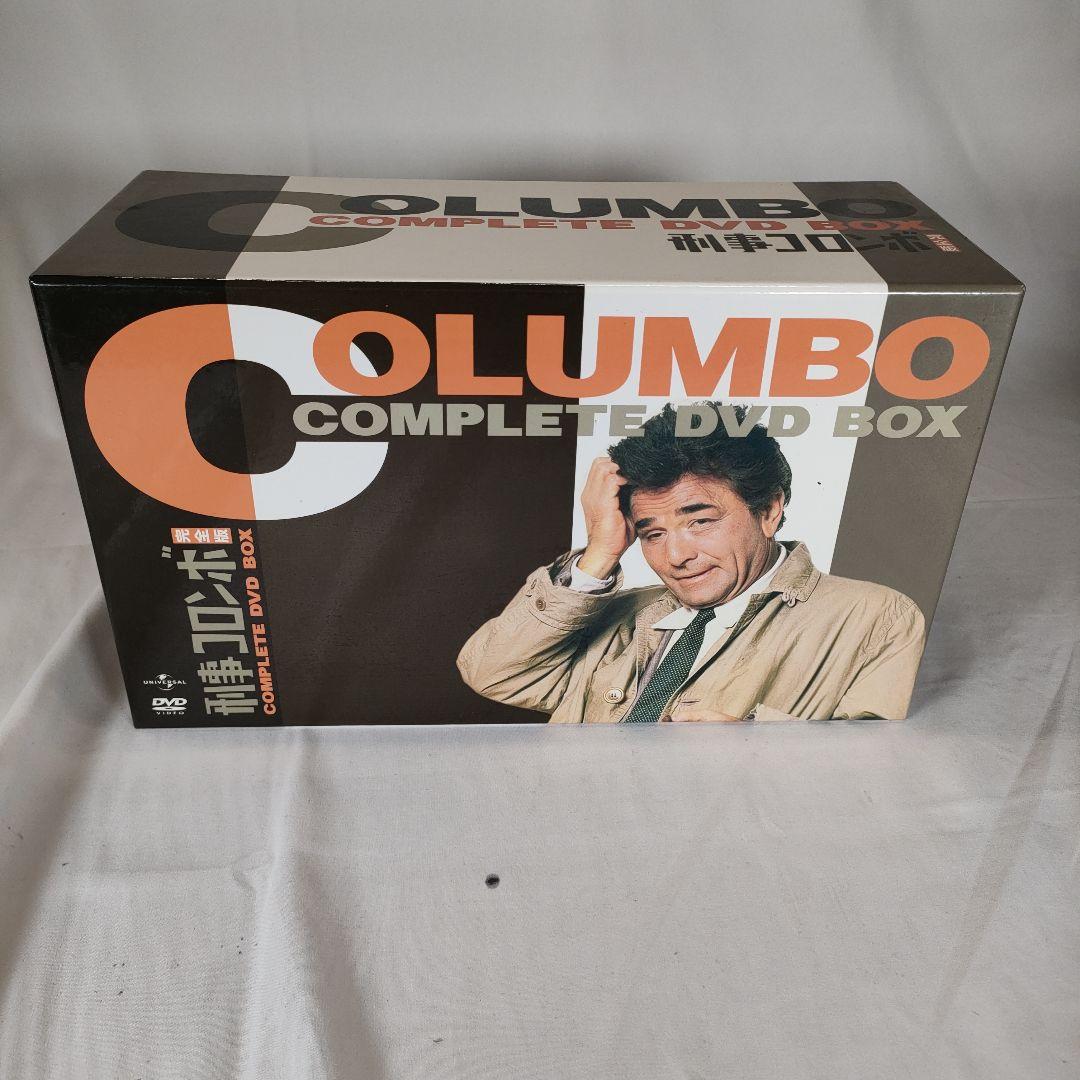 COLUMBO
COMPLETE DVD BOX
刑事コロンボ 完全版
COLUMBO
COMPLETE DVD BOX
刑事コロンボ 完全版
COMPLETE DVD BOX
UNIVERSAL
DVD
VIDEO